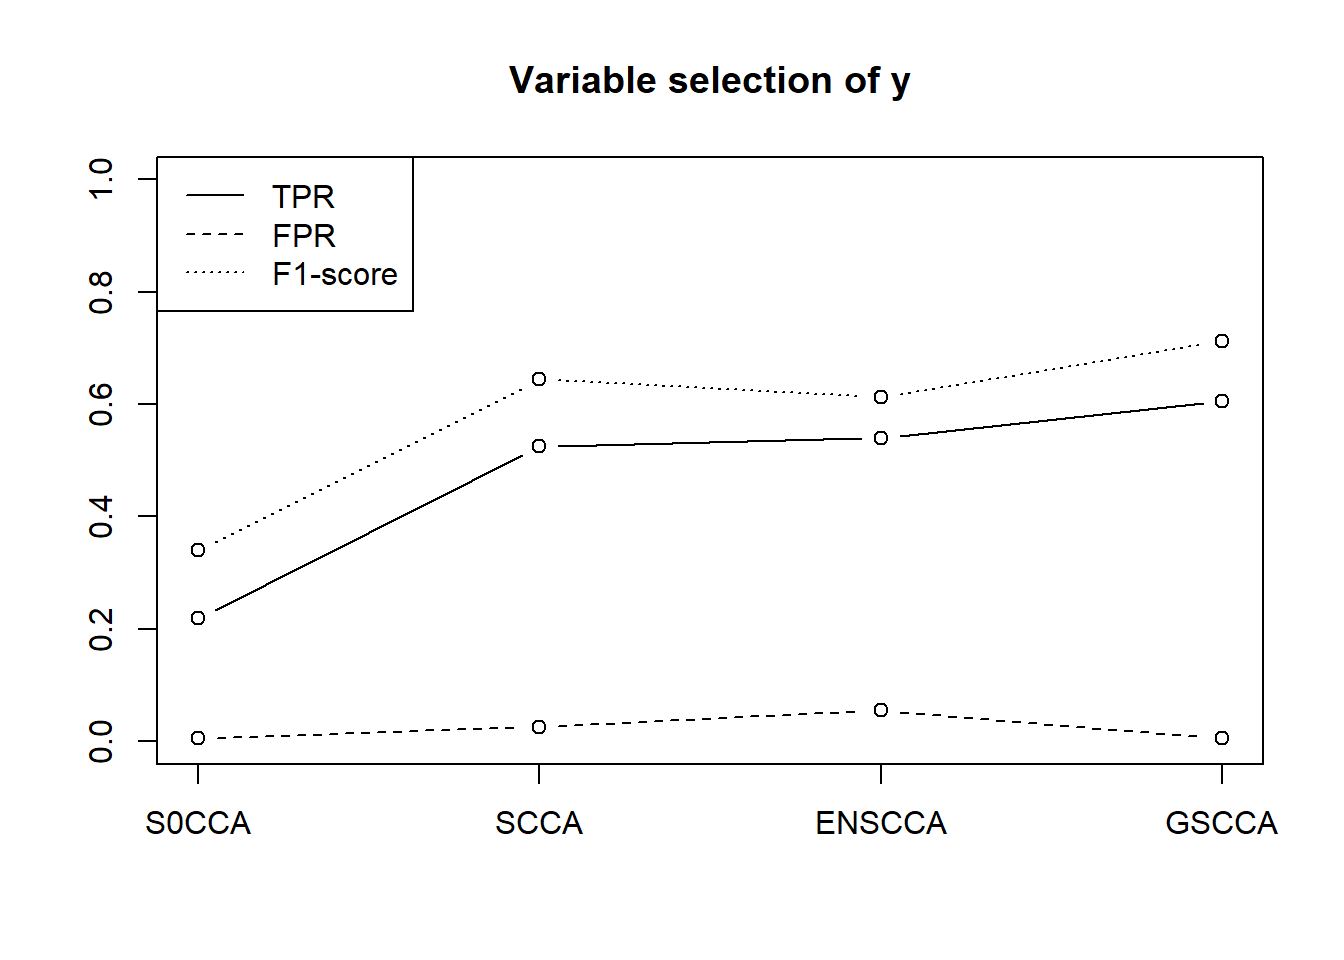 Variable selection of y
TPR
FPR
F1-score
1.0
0.8
0.6
0.4
0.2
0.0
S0CCA
SCCA
ENSCCA
GSCCA